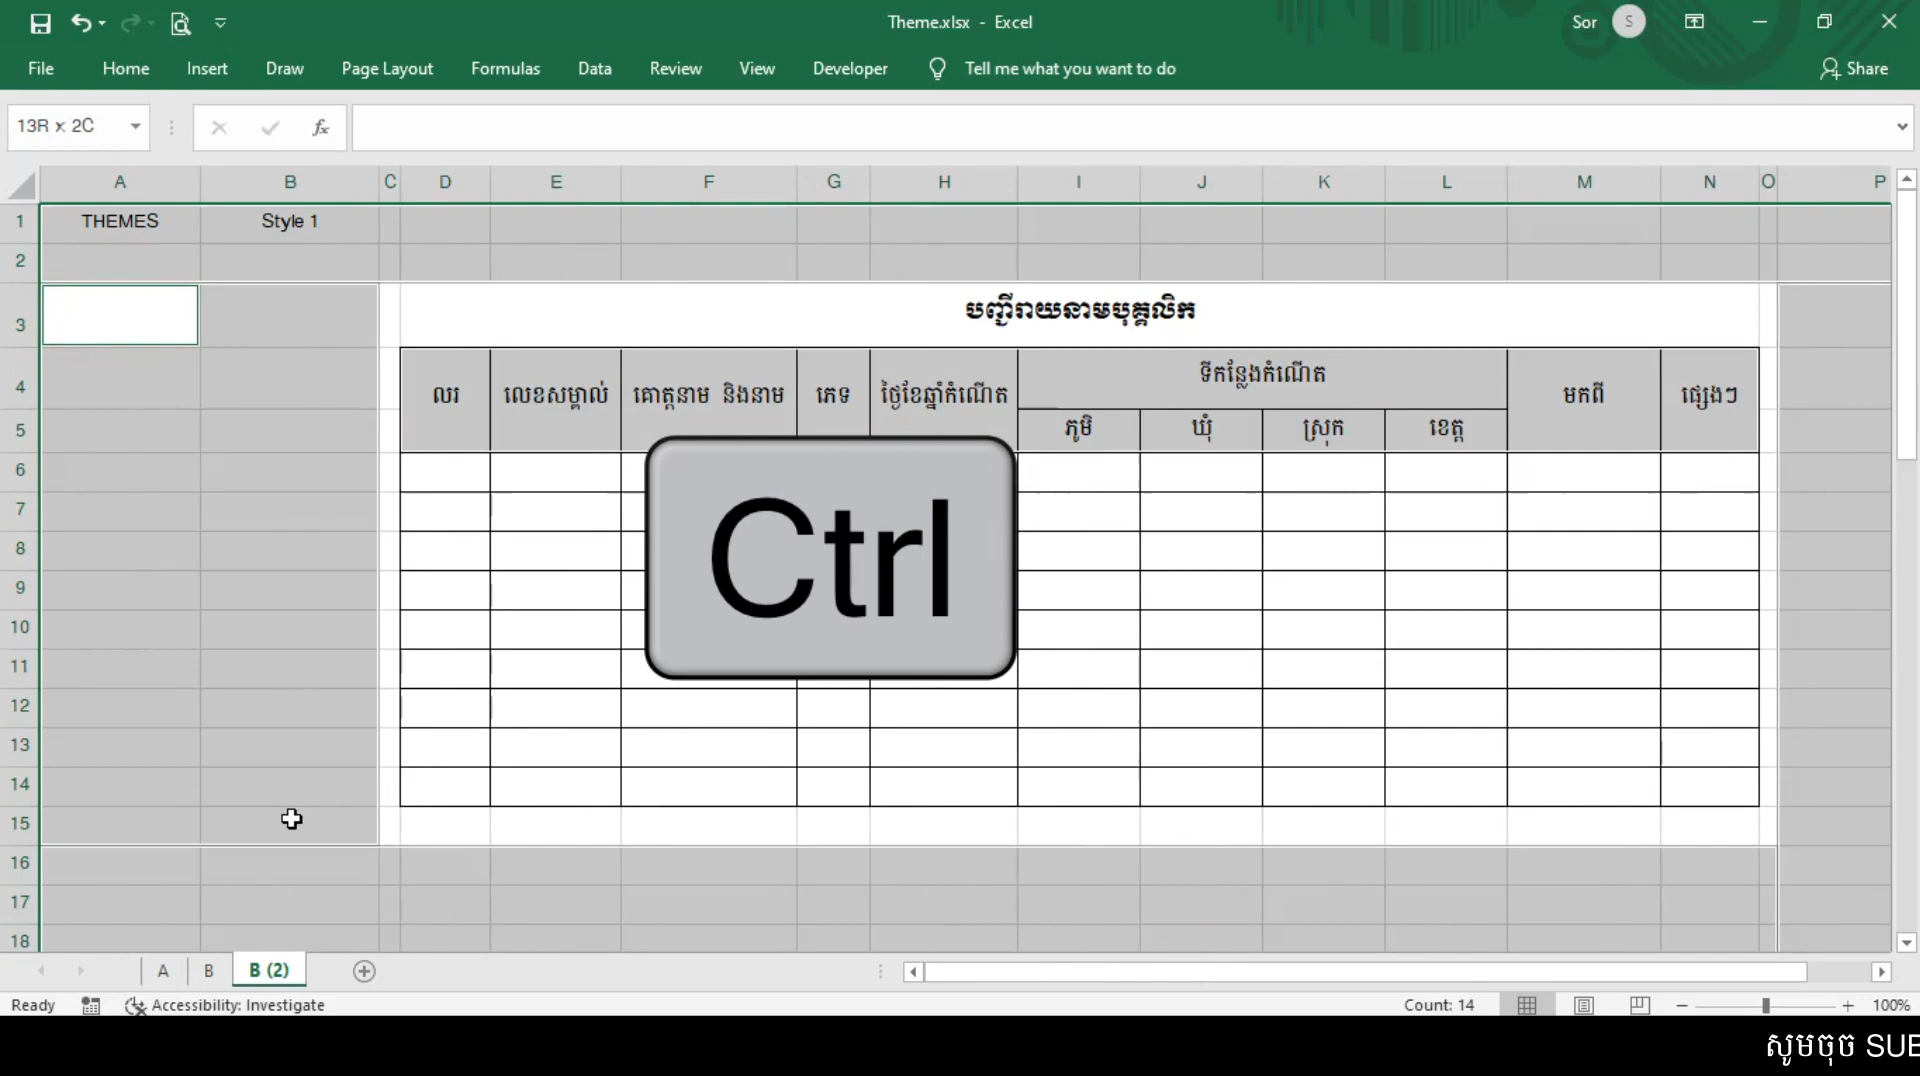 Theme.xlsx - Excel
Sor S
File Home Insert Draw Page Layout Formulas Data Review View Developer Tell me what you want to do Share
13R x 2C fx
A B C D E F G H I J K L M N O P
1 THEMES Style 1
2
3 បញ្ជីរាយនាមបុគ្គលិក
4 លរ លេខសម្គាល់ គោត្តនាម និងនាម ភេទ ថ្ងៃខែឆ្នាំកំណើត ទីកន្លែងកំណើត មកពី ផ្សេងៗ
5 ភូមិ ឃុំ ស្រុក ខេត្ត
6
7
8
9
10
11
12
13
14
15
16
17
18
Ctrl
A B B (2)
Ready Accessibility: Investigate Count: 14 100%
សូមចុច SUB